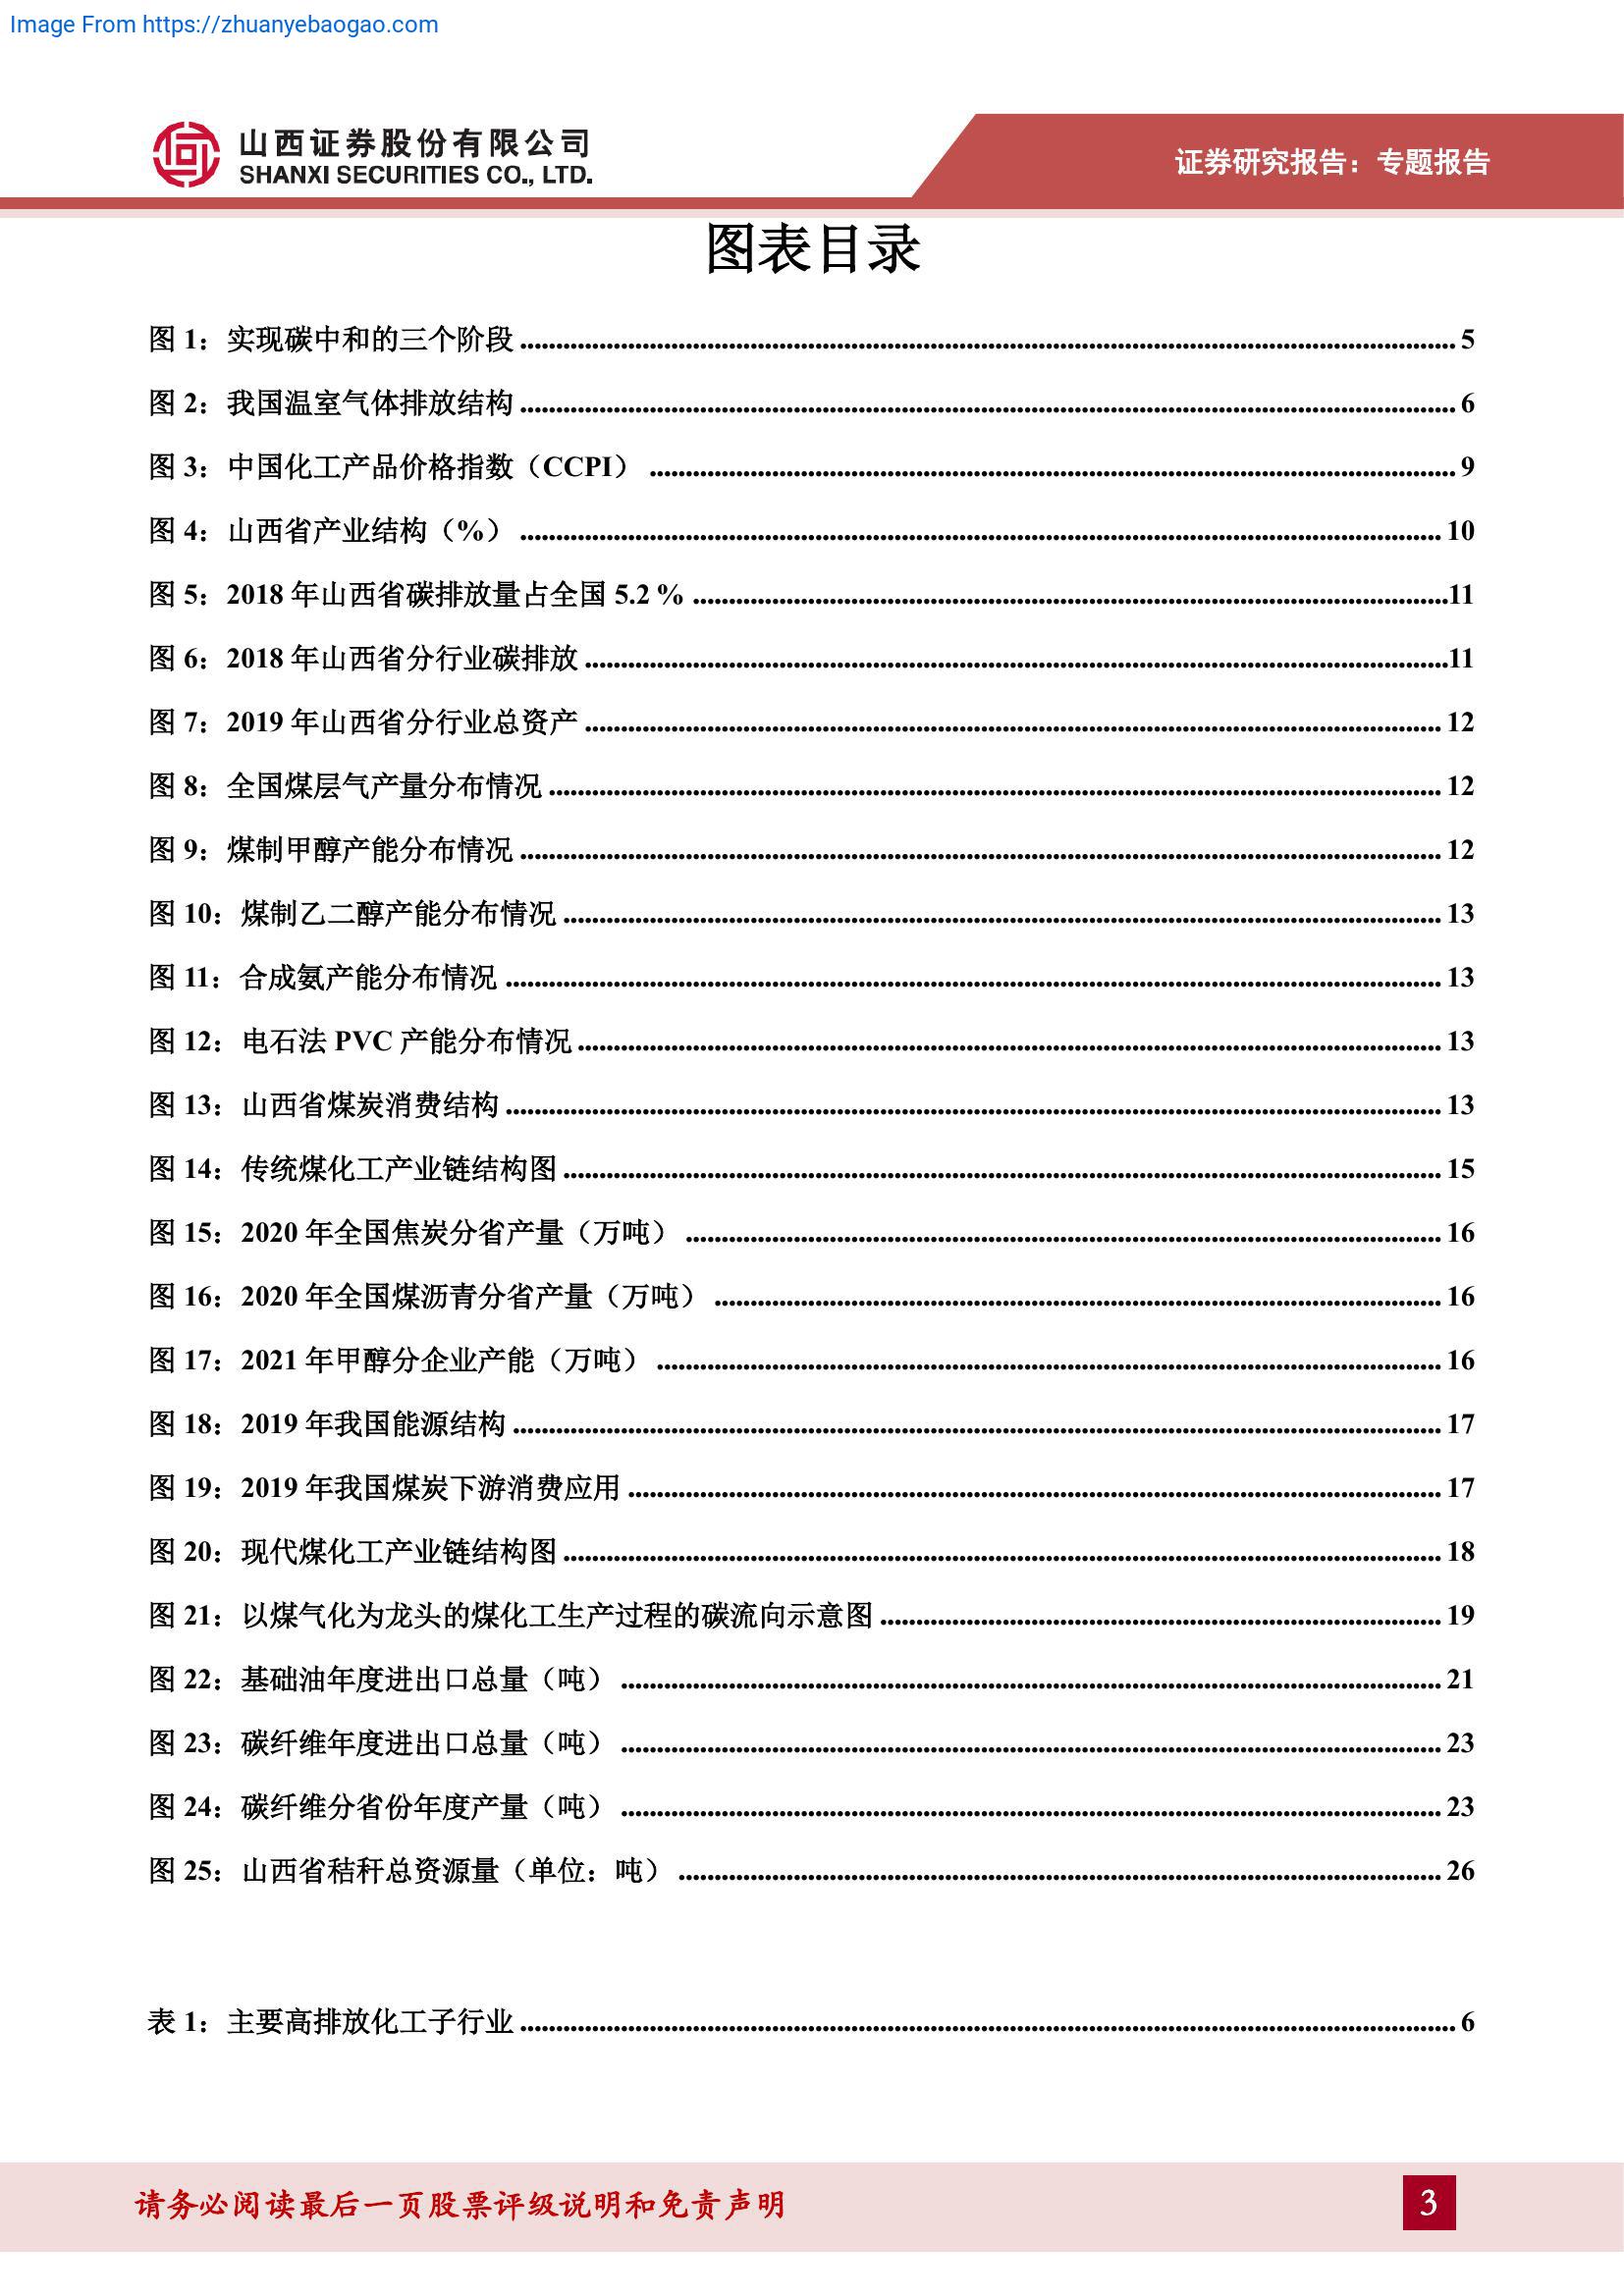 Image From https://zhuanyebaogao.com
山西证券股份有限公司
SHANXI SECURITIES CO., LTD.
证券研究报告：专题报告
图表目录
图 1：实现碳中和的三个阶段 5
图 2：我国温室气体排放结构 6
图 3：中国化工产品价格指数（CCPI） 9
图 4：山西省产业结构（%） 10
图 5：2018 年山西省碳排放量占全国 5.2 % 11
图 6：2018 年山西省分行业碳排放 11
图 7：2019 年山西省分行业总资产 12
图 8：全国煤层气产量分布情况 12
图 9：煤制甲醇产能分布情况 12
图 10：煤制乙二醇产能分布情况 13
图 11：合成氨产能分布情况 13
图 12：电石法 PVC 产能分布情况 13
图 13：山西省煤炭消费结构 13
图 14：传统煤化工产业链结构图 15
图 15：2020 年全国焦炭分省产量（万吨） 16
图 16：2020 年全国煤沥青分省产量（万吨） 16
图 17：2021 年甲醇分企业产能（万吨） 16
图 18：2019 年我国能源结构 17
图 19：2019 年我国煤炭下游消费应用 17
图 20：现代煤化工产业链结构图 18
图 21：以煤气化为龙头的煤化工生产过程的碳流向示意图 19
图 22：基础油年度进出口总量（吨） 21
图 23：碳纤维年度进出口总量（吨） 23
图 24：碳纤维分省份年度产量（吨） 23
图 25：山西省秸秆总资源量（单位：吨） 26
表 1：主要高排放化工子行业 6
请务必阅读最后一页股票评级说明和免责声明
3